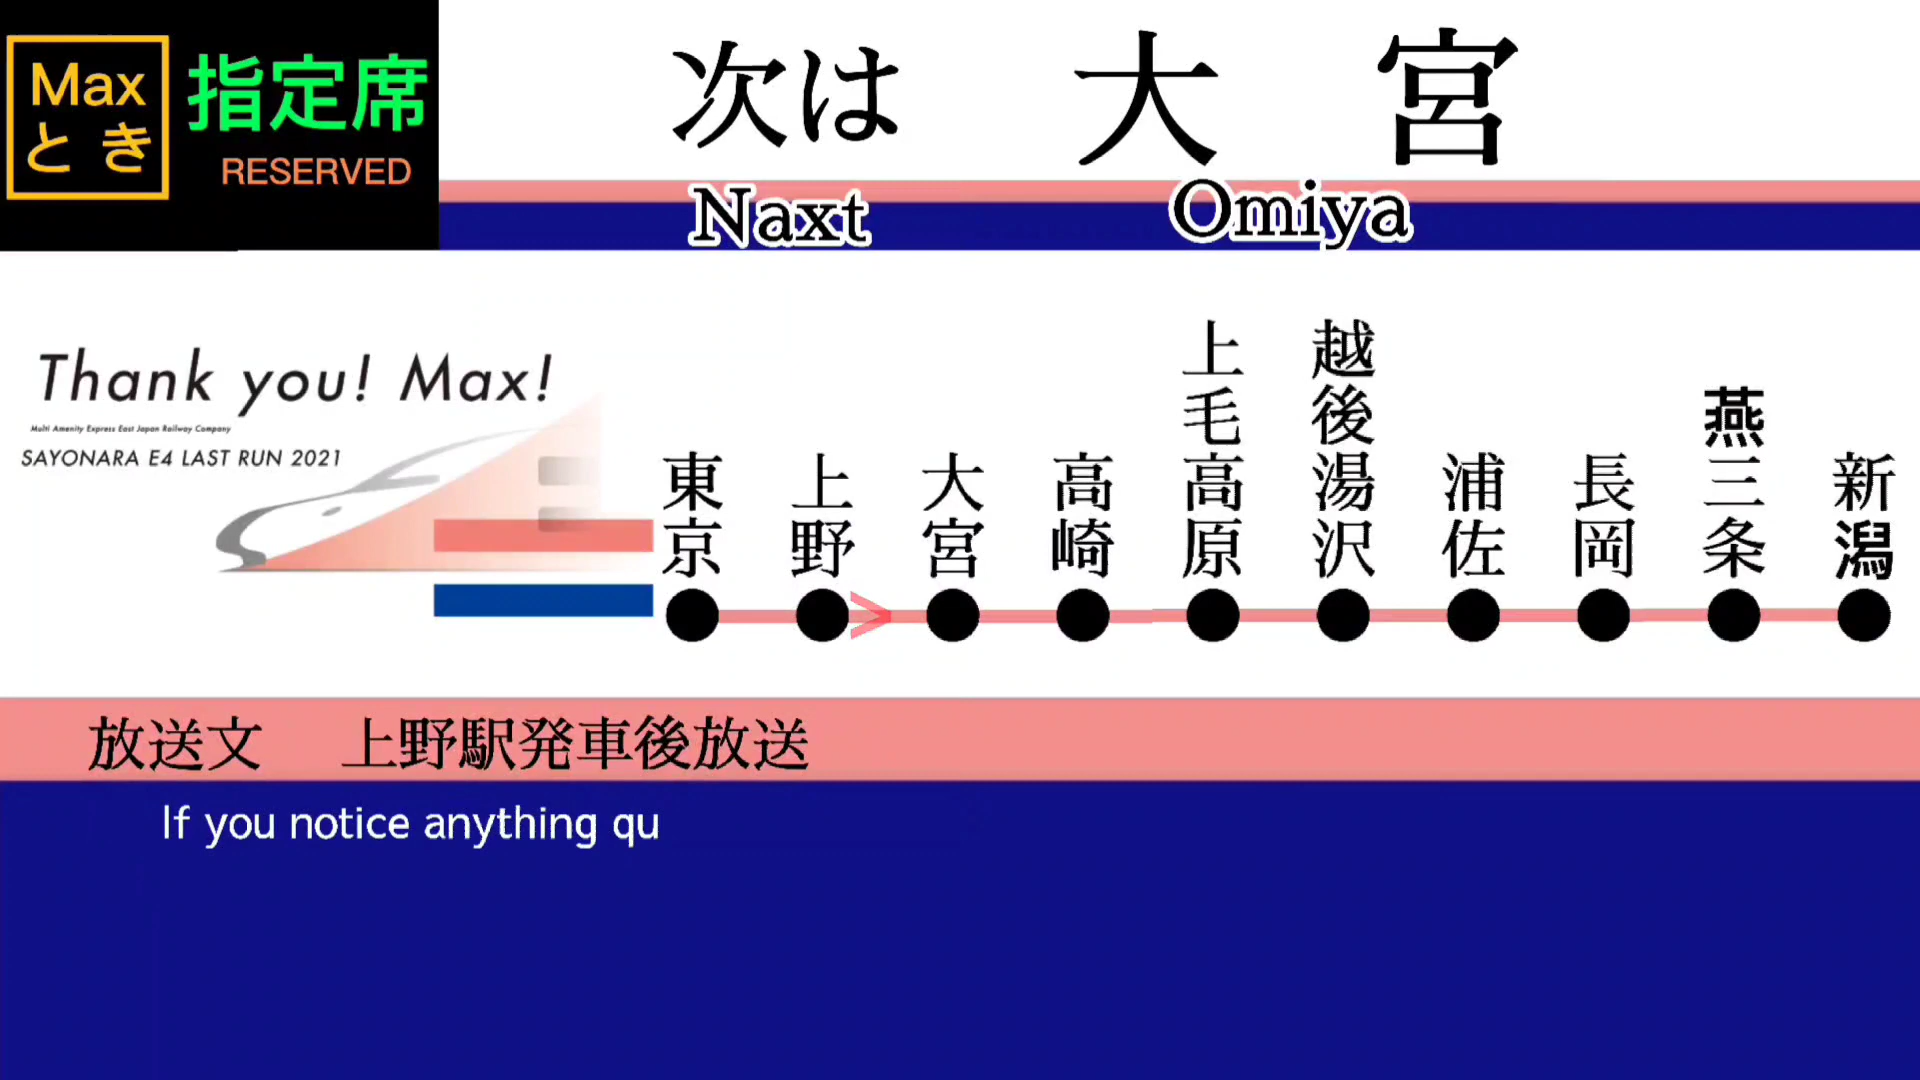 Max
とき
指定席
RESERVED
次は 大宮
Naxt Omiya
Thank you! Max!
Multi Amenity Express East Japan Railway Company
SAYONARA E4 LAST RUN 2021
東京
上野
大宮
高崎
上毛高原
越後湯沢
浦佐
長岡
燕三条
新潟
放送文 上野駅発車後放送
If you notice anything qu